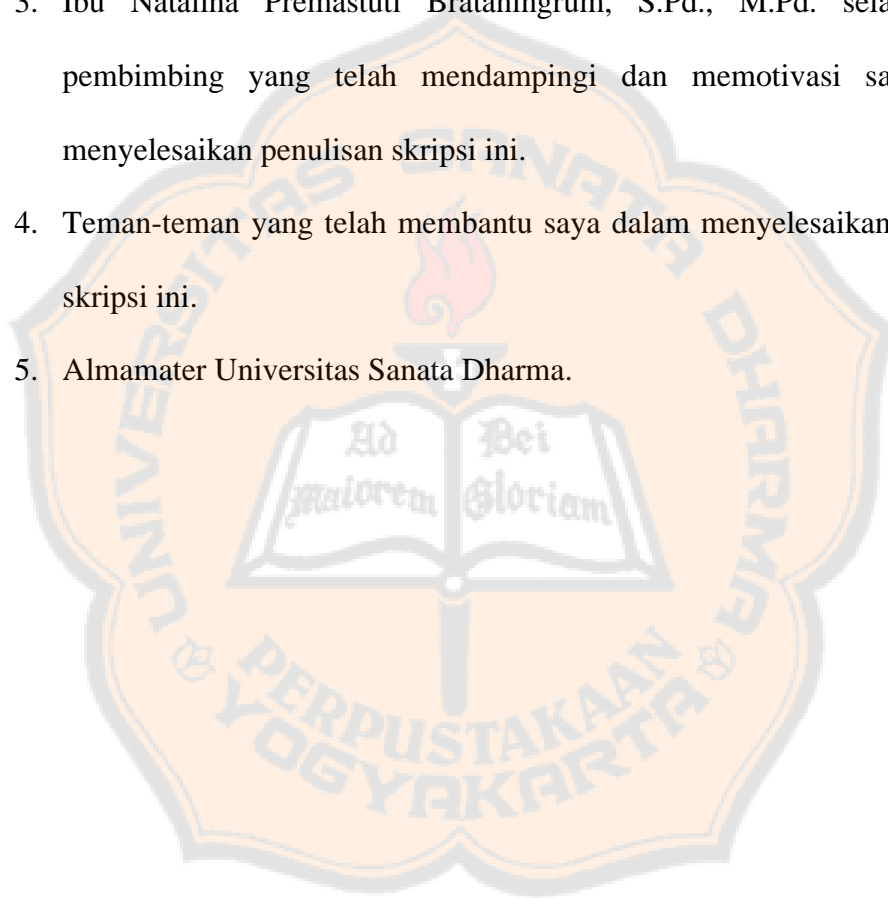 3. Ibu Natalina Premastuti Brataningrum, S.Pd., M.Pd.
pembimbing yang telah mendampingi dan memotivasi
menyelesaikan penulisan skripsi ini.
4. Teman-teman yang telah membantu saya dalam menyelesaikan
skripsi ini.
5. Almamater Universitas Sanata Dharma.
UNIVERSITAS SANATA DHARMA
Ad Dei
Maiorem Gloriam
PERPUSTAKAAN
YOGYAKARTA